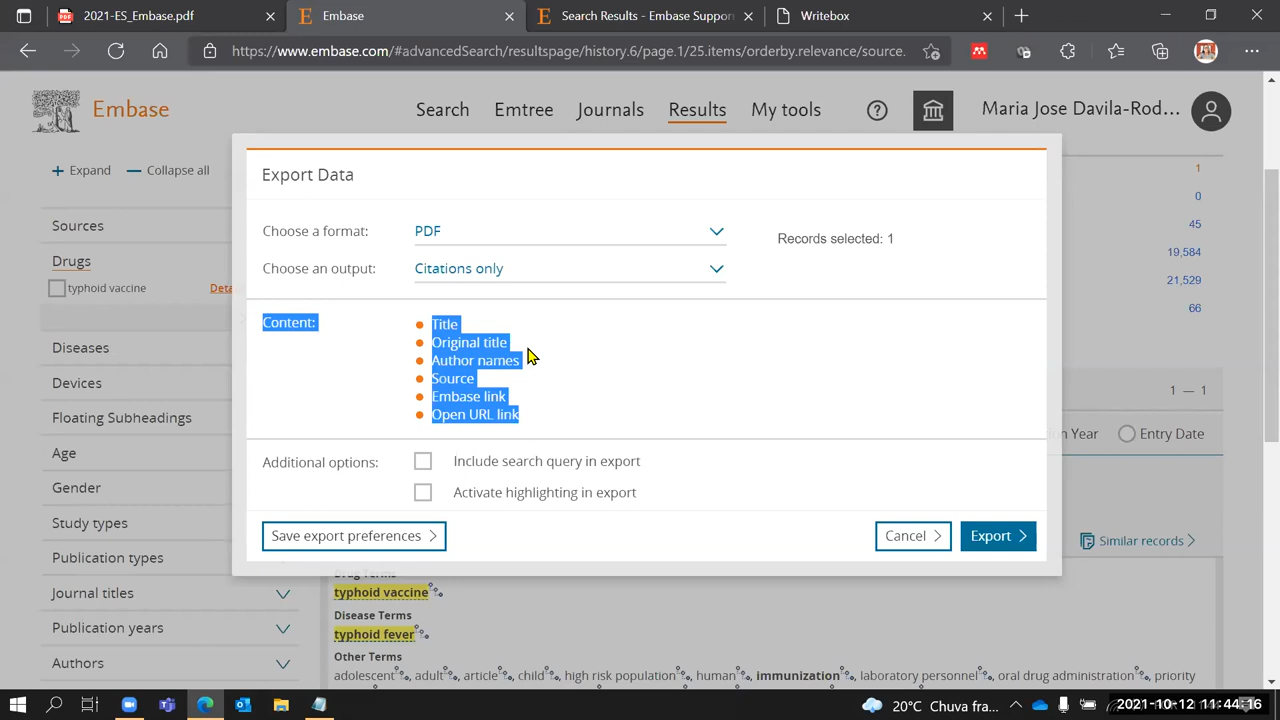 2021-ES_Embase.pdf
Embase
Search Results - Embase Suppor
Writebox
https://www.embase.com/#advancedSearch/resultspage/history.6/page.1/25.items/orderby.relevance/source.
Embase
Search
Emtree
Journals
Results
My tools
Maria Jose Davila-Rod...
Expand
Collapse all
Sources
Drugs
typhoid vaccine
Deta
Diseases
Devices
Floating Subheadings
Age
Gender
Study types
Publication types
Journal titles
Publication years
Authors
Export Data
Choose a format:
PDF
Records selected: 1
Choose an output:
Citations only
Content:
Title
Original title
Author names
Source
Embase link
Open URL link
Additional options:
Include search query in export
Activate highlighting in export
Save export preferences
Cancel
Export
1
0
45
19,584
21,529
66
1 — 1
on Year
Entry Date
Similar records
Drug Terms
typhoid vaccine
Disease Terms
typhoid fever
Other Terms
adolescent, adult, article, child, high risk population, human, immunization, laboratory personnel, oral drug administration, priority
20°C Chuva fra...
2021-10-12 11:44:16